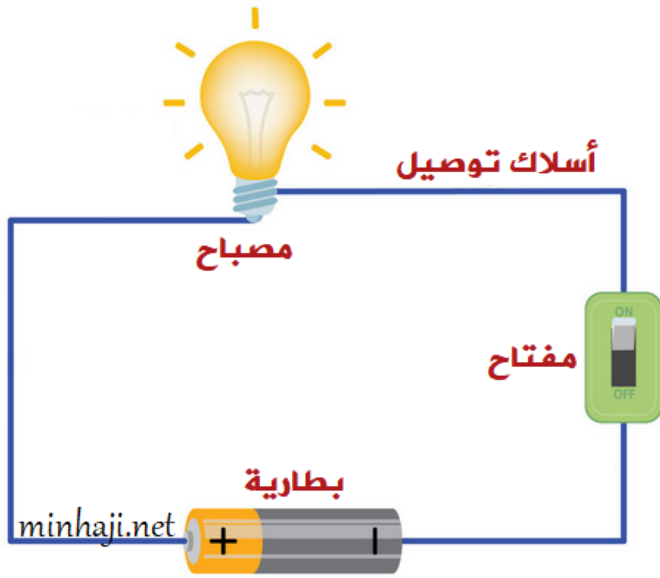 أسلاك توصيل
مصباح
ON
مفتاح
OFF
بطارية
minhaji.net
+ -